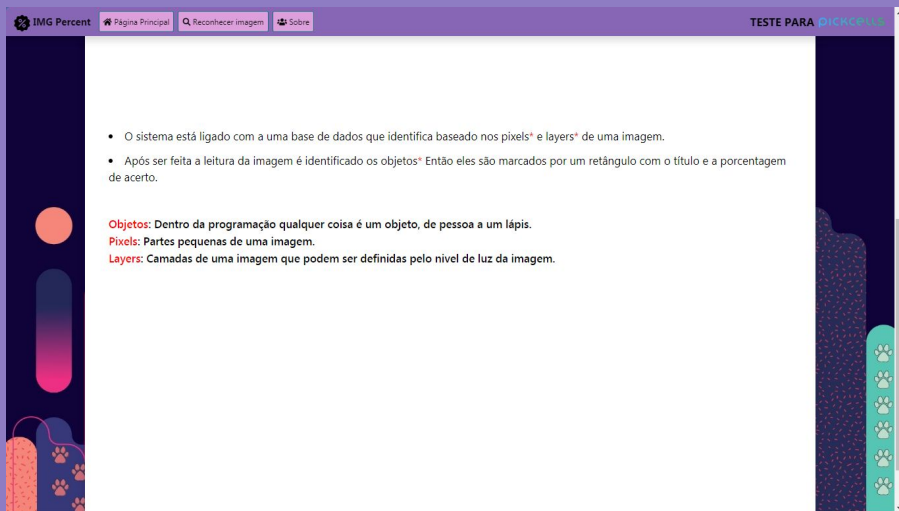 IMG Percent Página Principal Reconhecer imagem Sobre TESTE PARA PICKCELLS
• O sistema está ligado com a uma base de dados que identifica baseado nos pixels* e layers* de uma imagem.
• Após ser feita a leitura da imagem é identificado os objetos* Então eles são marcados por um retângulo com o título e a porcentagem
de acerto.
Objetos: Dentro da programação qualquer coisa é um objeto, de pessoa a um lápis.
Pixels: Partes pequenas de uma imagem.
Layers: Camadas de uma imagem que podem ser definidas pelo nivel de luz da imagem.